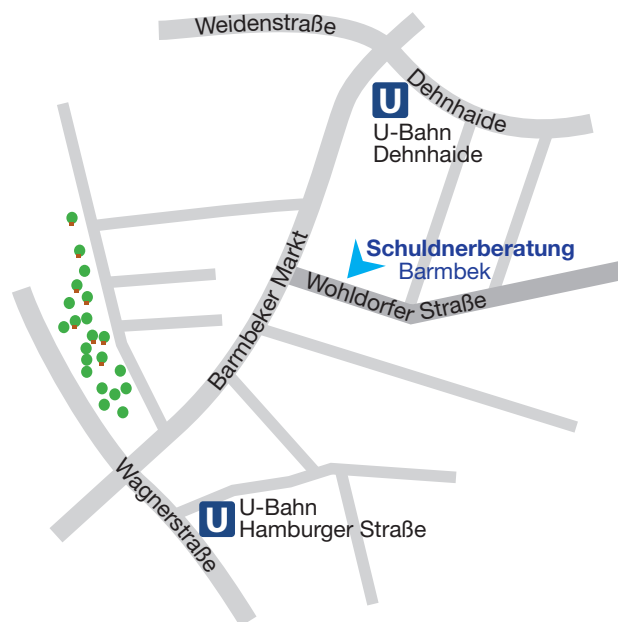 Weidenstraße
Dehnhaide
U
U-Bahn
Dehnhaide
Schuldnerberatung
Barmbek
Wohldorfer Straße
Barmbeker Markt
Wagnerstraße
U
U-Bahn
Hamburger Straße